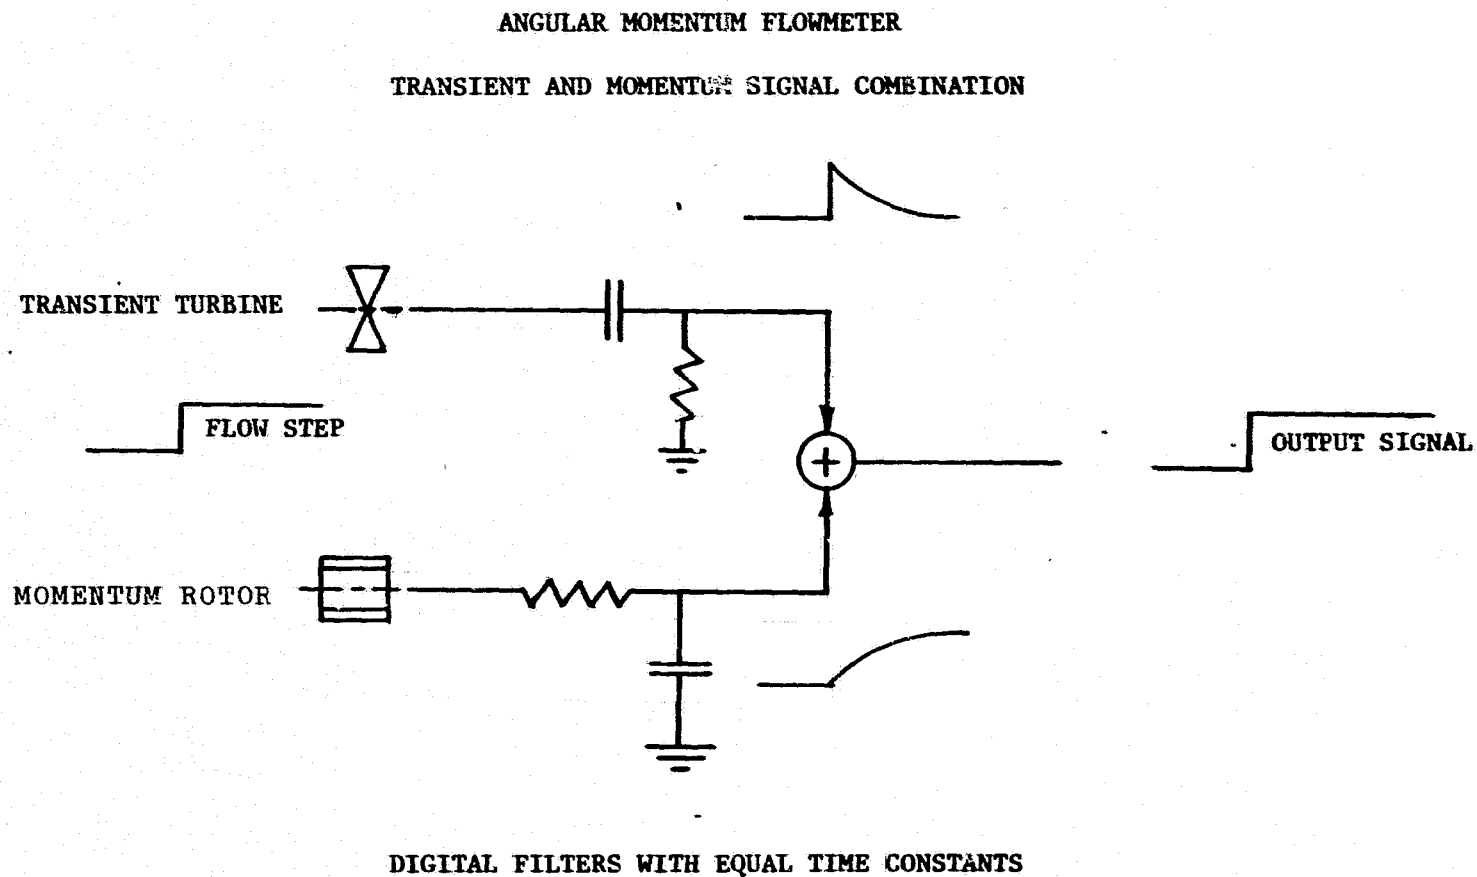 ANGULAR MOMENTUM FLOWMETER
TRANSIENT AND MOMENTUM SIGNAL COMBINATION
TRANSIENT TURBINE
FLOW STEP
OUTPUT SIGNAL
MOMENTUM ROTOR
DIGITAL FILTERS WITH EQUAL TIME CONSTANTS